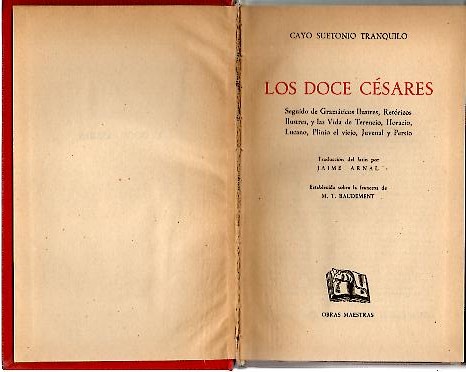 CAYO SUETONIO TRANQUILO
LOS DOCE CÉSARES
Seguido de Gramáticos Ilustres, Retóricos
Ilustres, y las Vida de Terencio, Horacio,
Lucano, Plinio el viejo, Juvenal y Persio
Traducción del latín por
JAIME ARNAL
Establecida sobre la francesa de
M. T. BAUDEMENT
OBRAS MAESTRAS